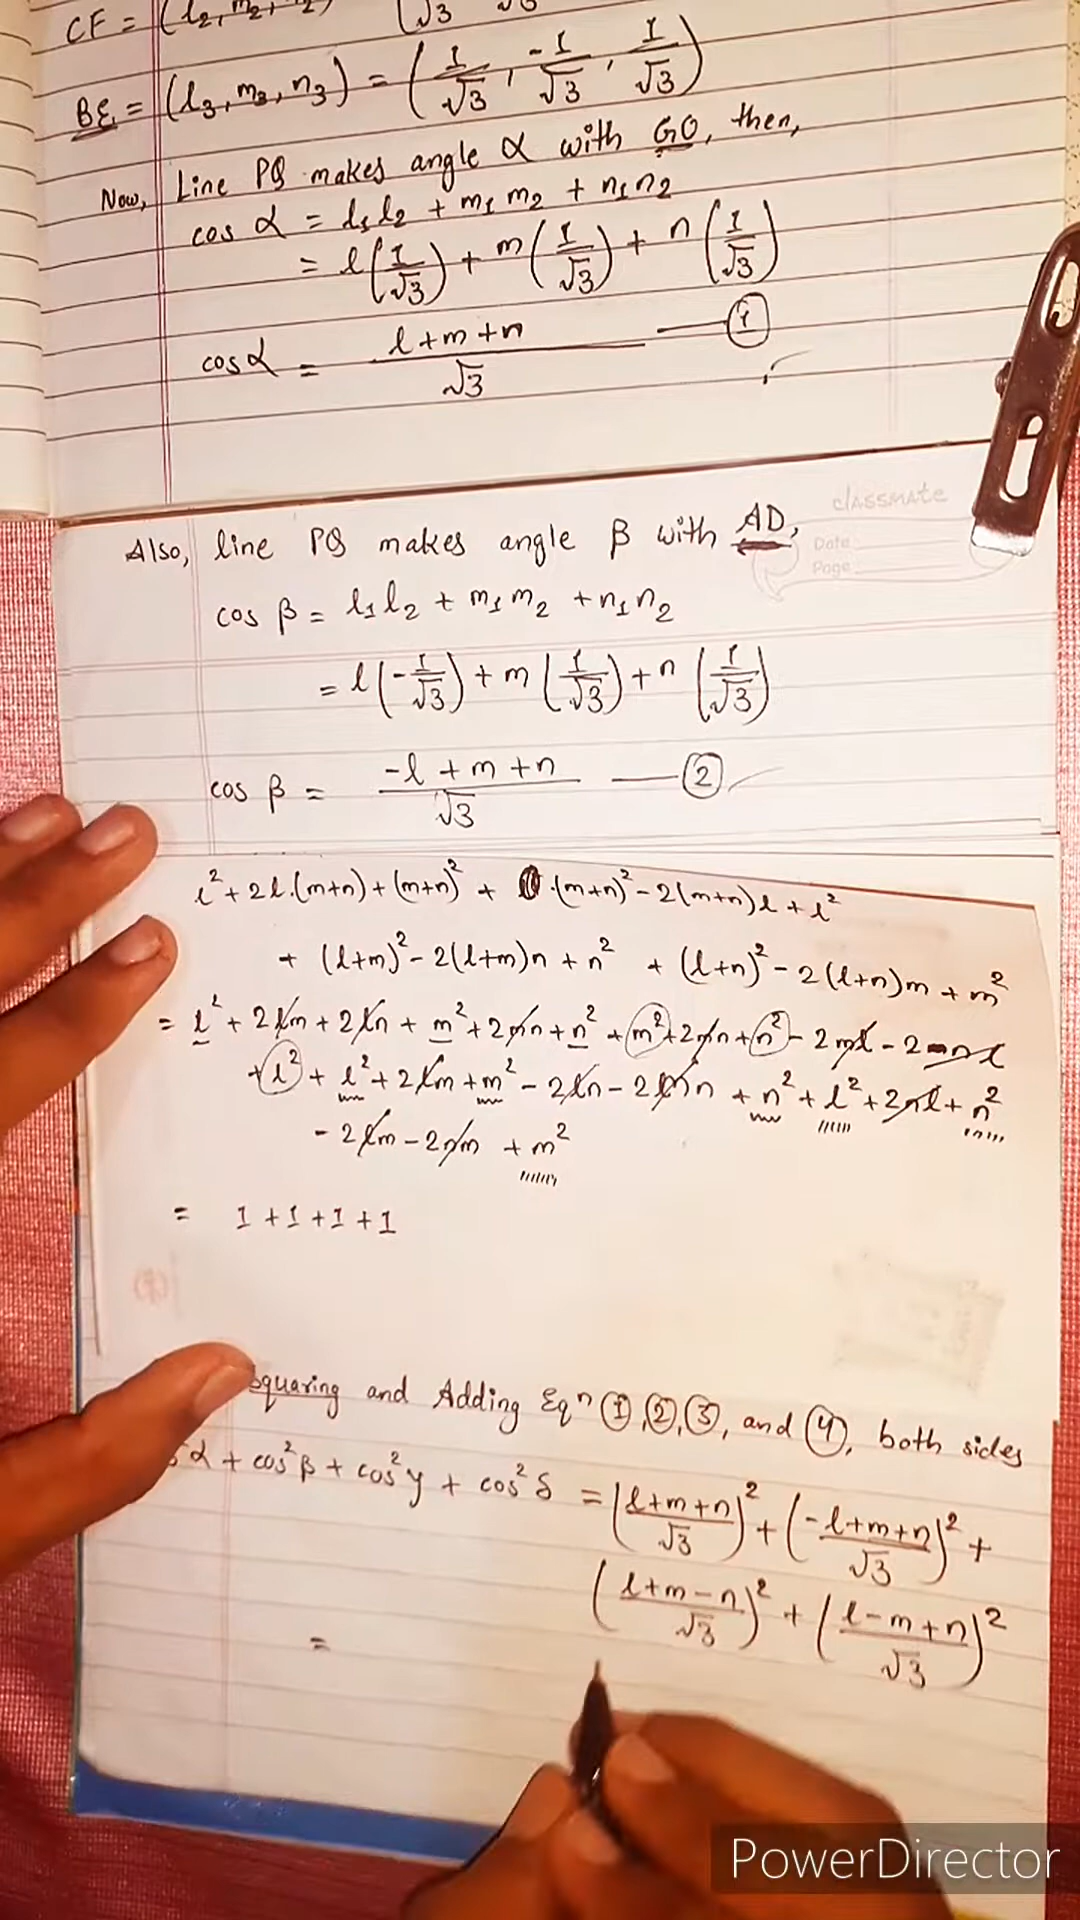 CF = (l₂, m₂, n₂) (√3 √3
BE = (l₃, m₃, n₃) = (1/√3, -1/√3, 1/√3)
Now, Line PQ makes angle α with GO, then,
cos α = l₁l₂ + m₁m₂ + n₁n₂
= l(1/√3) + m(1/√3) + n(1/√3)
cos α = (l+m+n)/√3 —— ①
classmate
Date
Page
Also, line PQ makes angle β with AD,
cos β = l₁l₂ + m₁m₂ + n₁n₂
= l(-1/√3) + m(1/√3) + n(1/√3)
cos β = (-l+m+n)/√3 —— ②
l² + 2l.(m+n) + (m+n)² + (m+n)² - 2(m+n)l + l²
+ (l+m)² - 2(l+m)n + n² + (l+n)² - 2(l+n)m + m²
= l² + 2lm + 2ln + m² + 2mn + n² + m² + 2mn + n² - 2ml - 2nl
+ l² + l² + 2lm + m² - 2ln - 2mn + n² + l² + 2nl + n²
- 2lm - 2nm + m²
= 1 + 1 + 1 + 1
Squaring and Adding Eqⁿ ①, ②, ③, and ④, both sides
α + cos²β + cos²γ + cos²δ = ((l+m+n)/√3)² + ((-l+m+n)/√3)² +
((l+m-n)/√3)² + ((l-m+n)/√3)²
=
PowerDirector